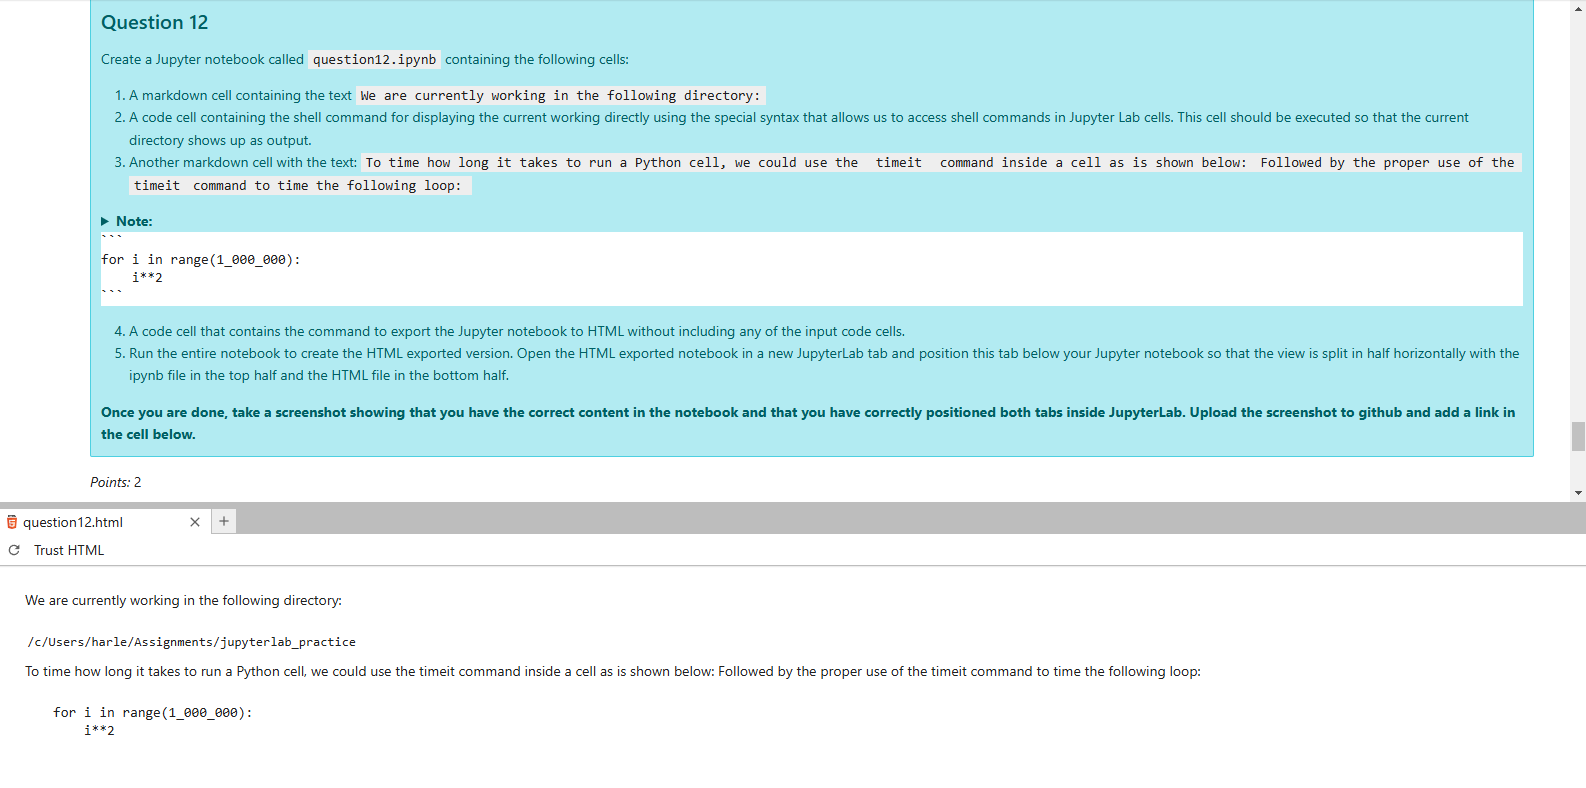 Question 12
Create a Jupyter notebook called question12.ipynb containing the following cells:
1. A markdown cell containing the text We are currently working in the following directory:
2. A code cell containing the shell command for displaying the current working directly using the special syntax that allows us to access shell commands in Jupyter Lab cells. This cell should be executed so that the current
directory shows up as output.
3. Another markdown cell with the text: To time how long it takes to run a Python cell, we could use the timeit command inside a cell as is shown below: Followed by the proper use of the
timeit command to time the following loop:
▶ Note:
```
for i in range(1_000_000):
    i**2
```
4. A code cell that contains the command to export the Jupyter notebook to HTML without including any of the input code cells.
5. Run the entire notebook to create the HTML exported version. Open the HTML exported notebook in a new JupyterLab tab and position this tab below your Jupyter notebook so that the view is split in half horizontally with the
ipynb file in the top half and the HTML file in the bottom half.
Once you are done, take a screenshot showing that you have the correct content in the notebook and that you have correctly positioned both tabs inside JupyterLab. Upload the screenshot to github and add a link in
the cell below.
Points: 2
question12.html
Trust HTML
We are currently working in the following directory:
/c/Users/harle/Assignments/jupyterlab_practice
To time how long it takes to run a Python cell, we could use the timeit command inside a cell as is shown below: Followed by the proper use of the timeit command to time the following loop:
for i in range(1_000_000):
    i**2